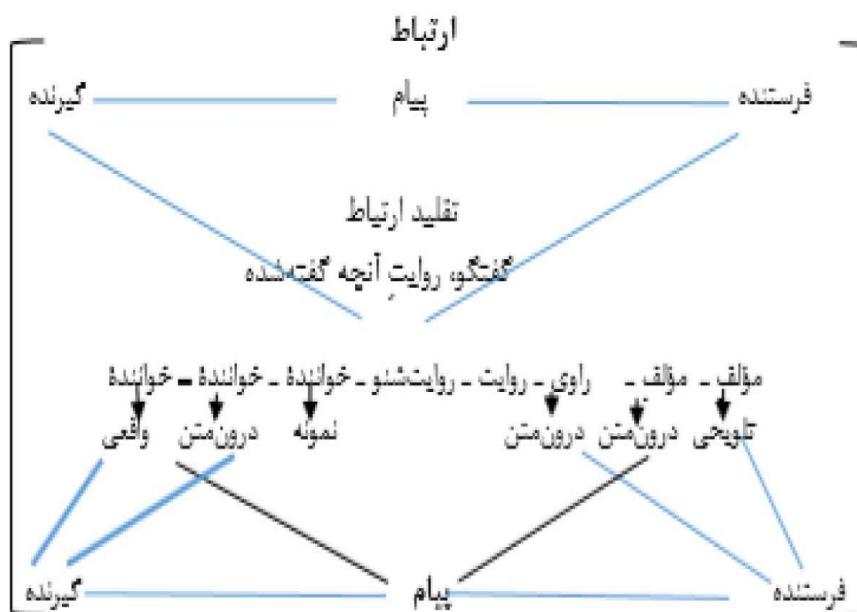 ارتباط
فرستنده پیام گیرنده
تقلید ارتباط
گفتگو، روایتِ آنچه گفته‌شده
مؤلف - مؤلف - راوی - روایت - روایت‌شنو - خوانندهٔ - خوانندهٔ - خوانندهٔ
تلویحی درون‌متن درون‌متن نمونه درون‌متن واقعی
فرستنده پیام گیرنده